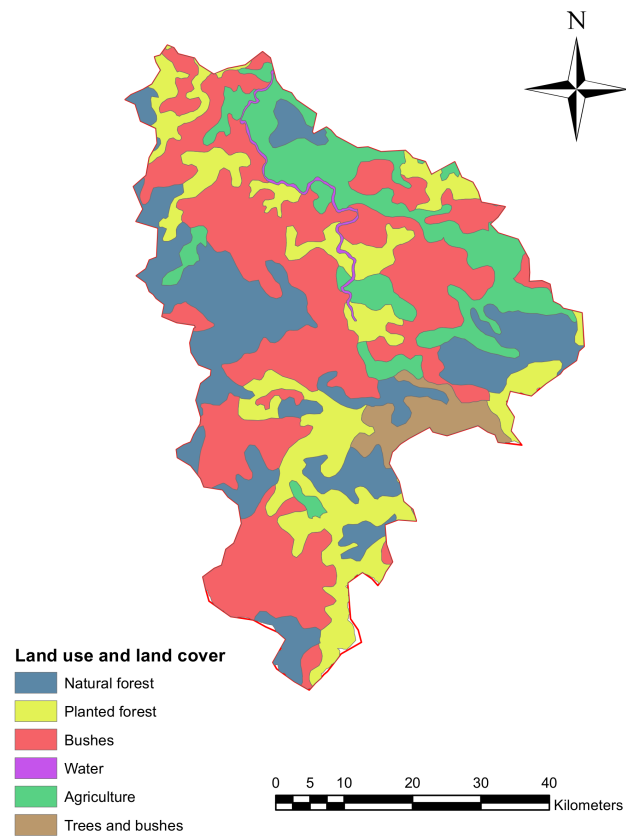 N
Land use and land cover
Natural forest
Planted forest
Bushes
Water
Agriculture
Trees and bushes
0 5 10 20 30 40
Kilometers